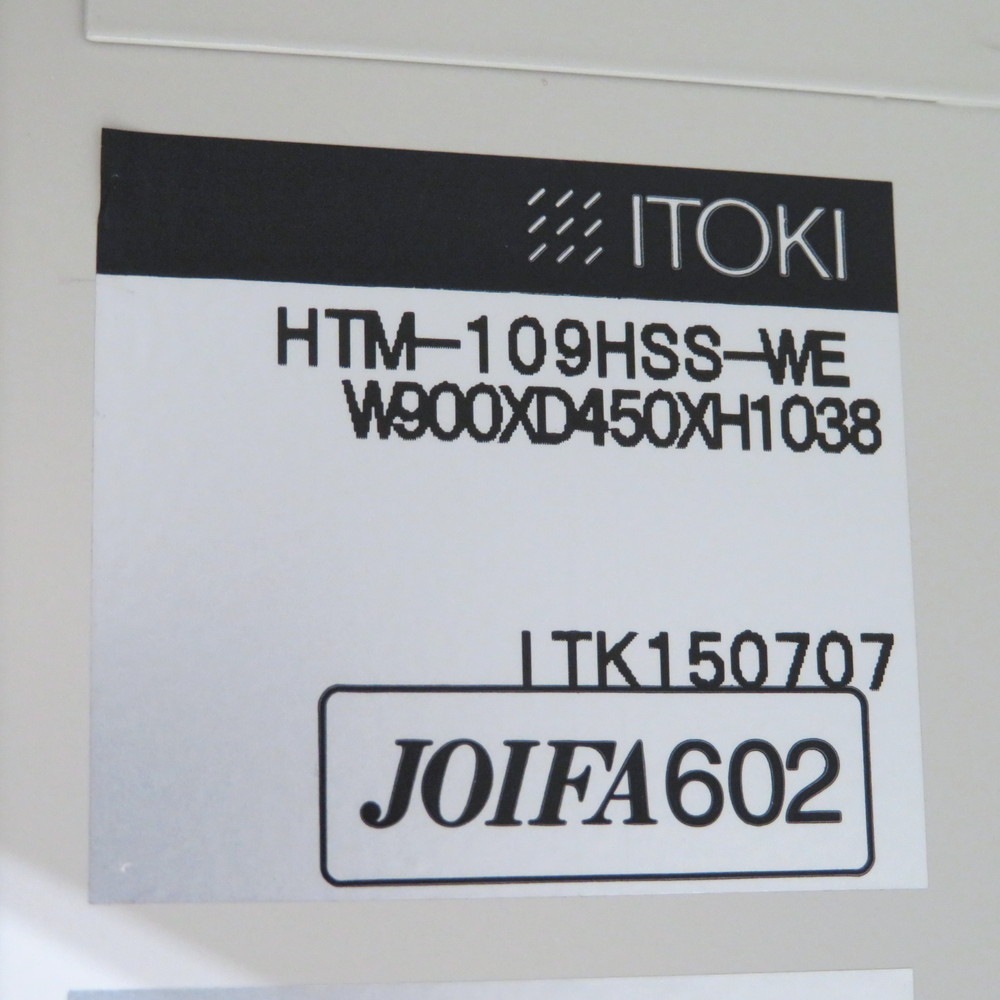 ITOKI
HTM-109HSS-WE
W900XD450XH1038
ITK150707
JOIFA602